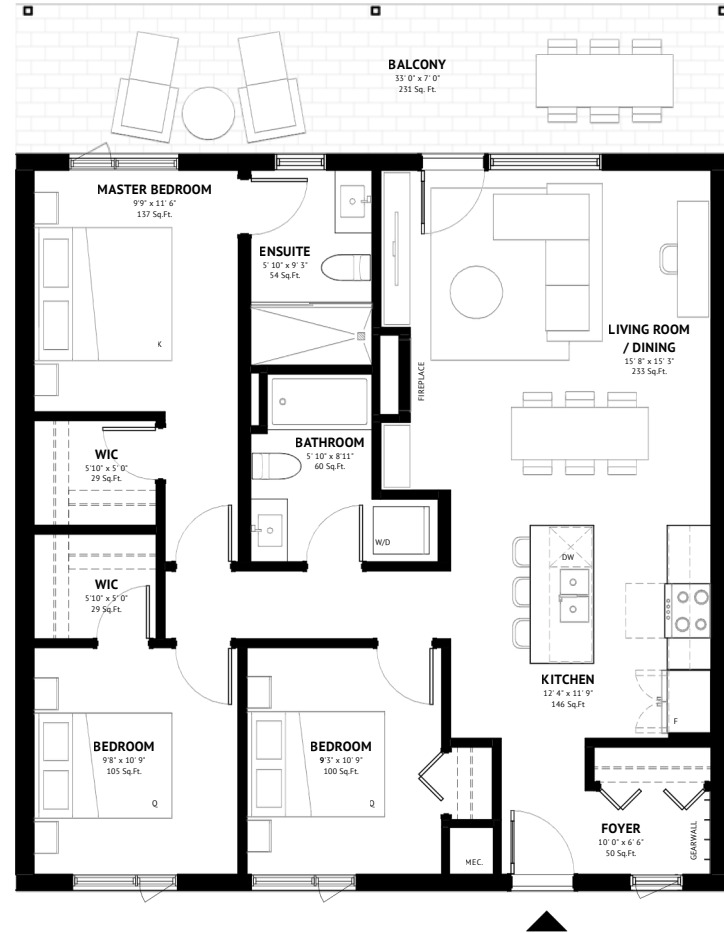 BALCONY
33' 0" x 7' 0"
231 Sq. Ft.
MASTER BEDROOM
9'9" x 11' 6"
137 Sq.Ft.
K
ENSUITE
5' 10" x 9' 3"
54 Sq.Ft.
LIVING ROOM
/ DINING
15' 8" x 15' 3"
233 Sq.Ft.
FIREPLACE
WIC
5'10" x 5' 0"
29 Sq.Ft.
BATHROOM
5' 10" x 8'11"
60 Sq.Ft.
W/D
DW
WIC
5'10" x 5' 0"
29 Sq.Ft.
KITCHEN
12' 4" x 11' 9"
146 Sq.Ft
F
BEDROOM
9'8" x 10' 9"
105 Sq.Ft.
Q
BEDROOM
9'3" x 10' 9"
100 Sq.Ft.
Q
FOYER
10' 0" x 6' 6"
50 Sq.Ft.
GEARWALL
MEC.